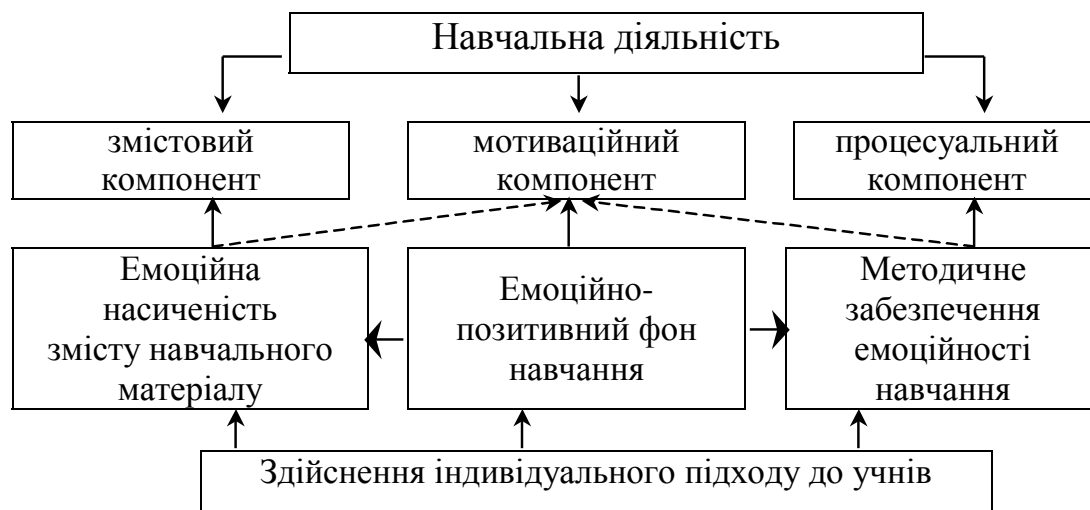 Навчальна діяльність
змістовий
компонент
мотиваційний
компонент
процесуальний
компонент
Емоційна
насиченість
змісту навчального
матеріалу
Емоційно-
позитивний фон
навчання
Методичне
забезпечення
емоційності
навчання
Здійснення індивідуального підходу до учнів